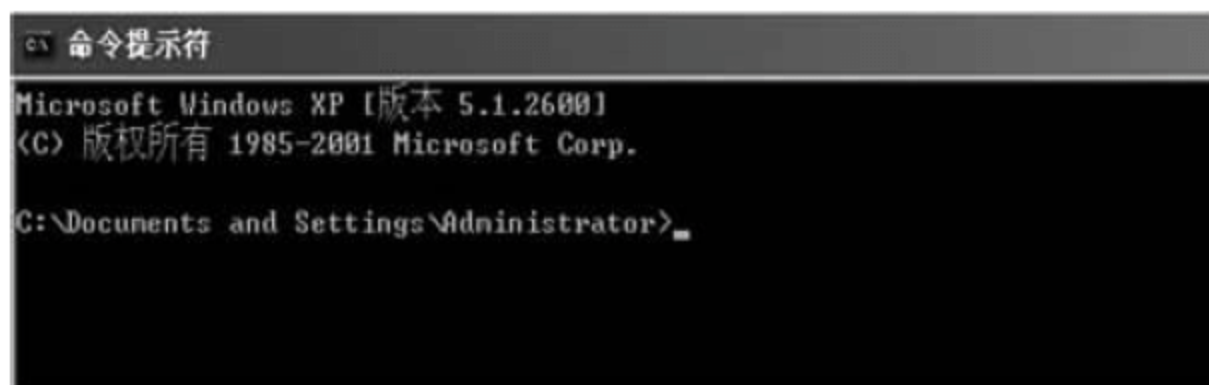 命令提示符
Microsoft Windows XP [版本 5.1.2600]
(C) 版权所有 1985-2001 Microsoft Corp.
C:\Documents and Settings\Administrator>_